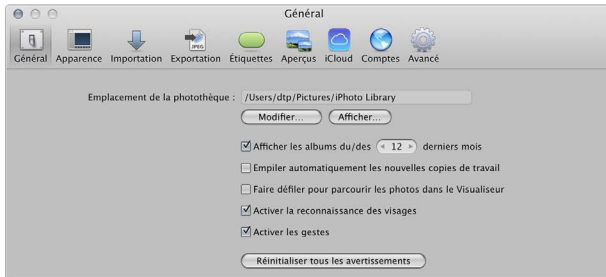 Général
JPEG
Général Apparence Importation Exportation Étiquettes Aperçus iCloud Comptes Avancé
Emplacement de la photothèque : /Users/dtp/Pictures/iPhoto Library
Modifier... Afficher...
Afficher les albums du/des 12 derniers mois
Empiler automatiquement les nouvelles copies de travail
Faire défiler pour parcourir les photos dans le Visualiseur
Activer la reconnaissance des visages
Activer les gestes
Réinitialiser tous les avertissements